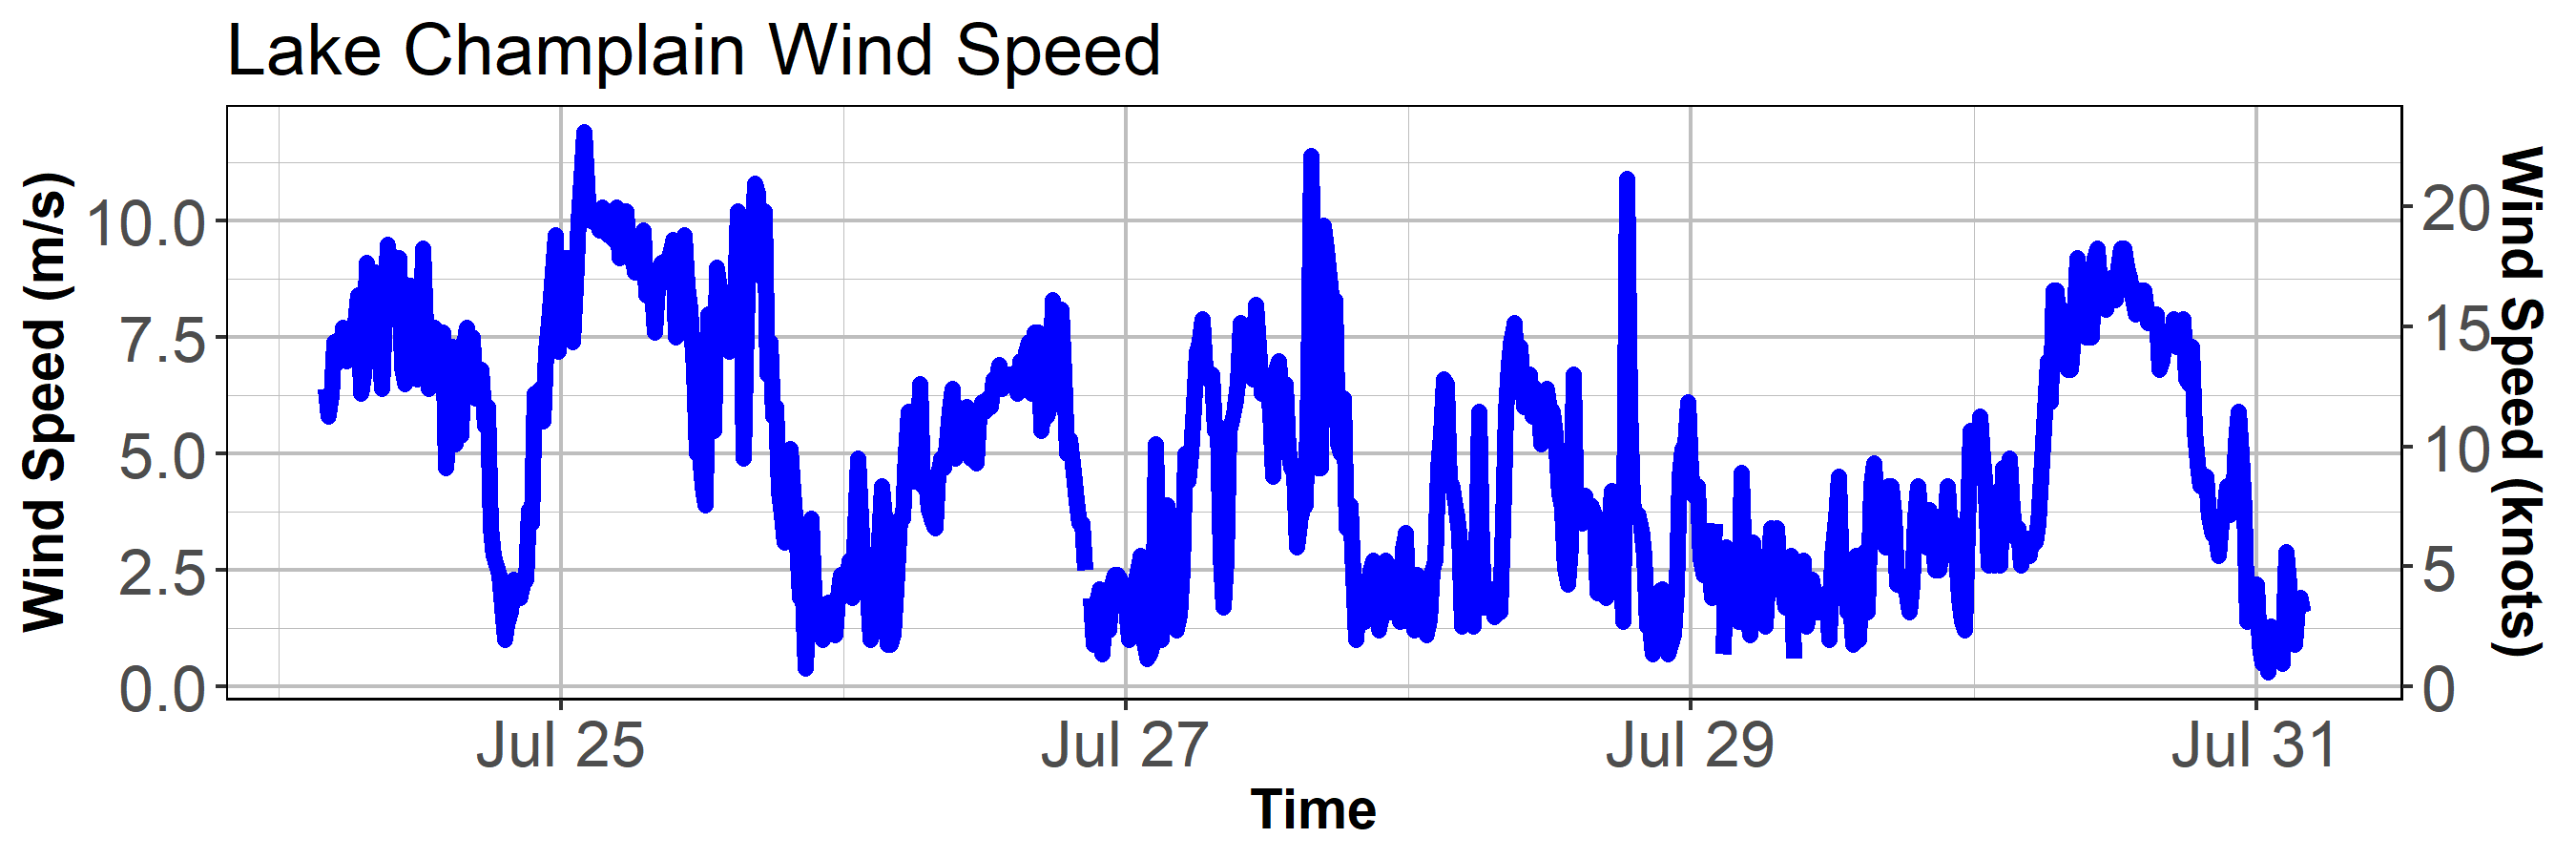 Lake Champlain Wind Speed
Wind Speed (m/s)
10.0
7.5
5.0
2.5
0.0
20
15
10
5
0
Wind Speed (knots)
Jul 25
Jul 27
Jul 29
Jul 31
Time